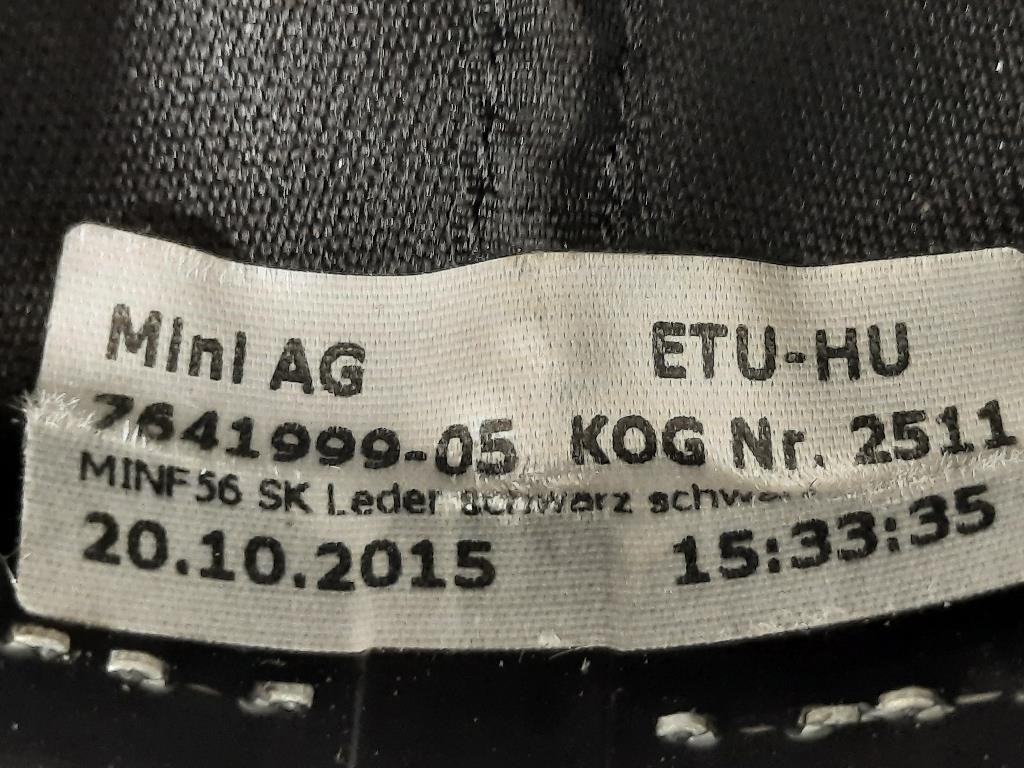 Mini AG ETU-HU
7641999-05 KOG Nr. 2511
MINF56 SK Leder schwarz schwarz
20.10.2015 15:33:35